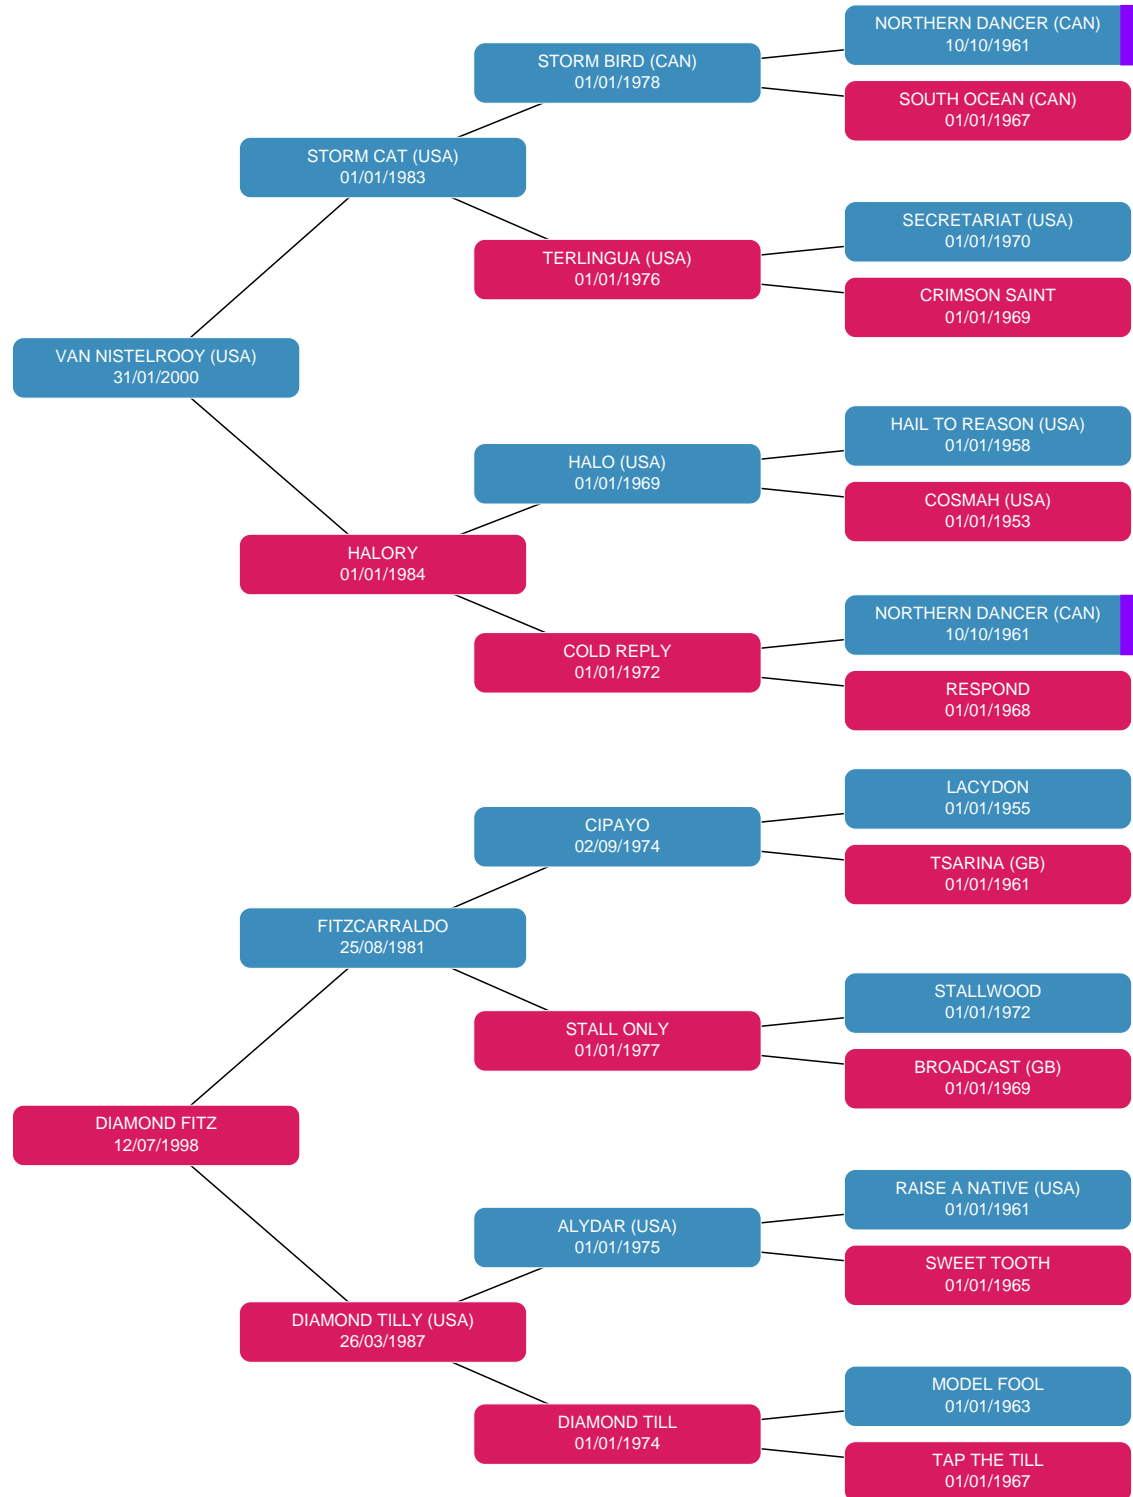 NORTHERN DANCER (CAN)
10/10/1961
STORM BIRD (CAN)
01/01/1978
SOUTH OCEAN (CAN)
01/01/1967
STORM CAT (USA)
01/01/1983
SECRETARIAT (USA)
01/01/1970
TERLINGUA (USA)
01/01/1976
CRIMSON SAINT
01/01/1969
VAN NISTELROOY (USA)
31/01/2000
HAIL TO REASON (USA)
01/01/1958
HALO (USA)
01/01/1969
COSMAH (USA)
01/01/1953
HALORY
01/01/1984
NORTHERN DANCER (CAN)
10/10/1961
COLD REPLY
01/01/1972
RESPOND
01/01/1968
LACYDON
01/01/1955
CIPAYO
02/09/1974
TSARINA (GB)
01/01/1961
FITZCARRALDO
25/08/1981
STALLWOOD
01/01/1972
STALL ONLY
01/01/1977
BROADCAST (GB)
01/01/1969
DIAMOND FITZ
12/07/1998
RAISE A NATIVE (USA)
01/01/1961
ALYDAR (USA)
01/01/1975
SWEET TOOTH
01/01/1965
DIAMOND TILLY (USA)
26/03/1987
MODEL FOOL
01/01/1963
DIAMOND TILL
01/01/1974
TAP THE TILL
01/01/1967